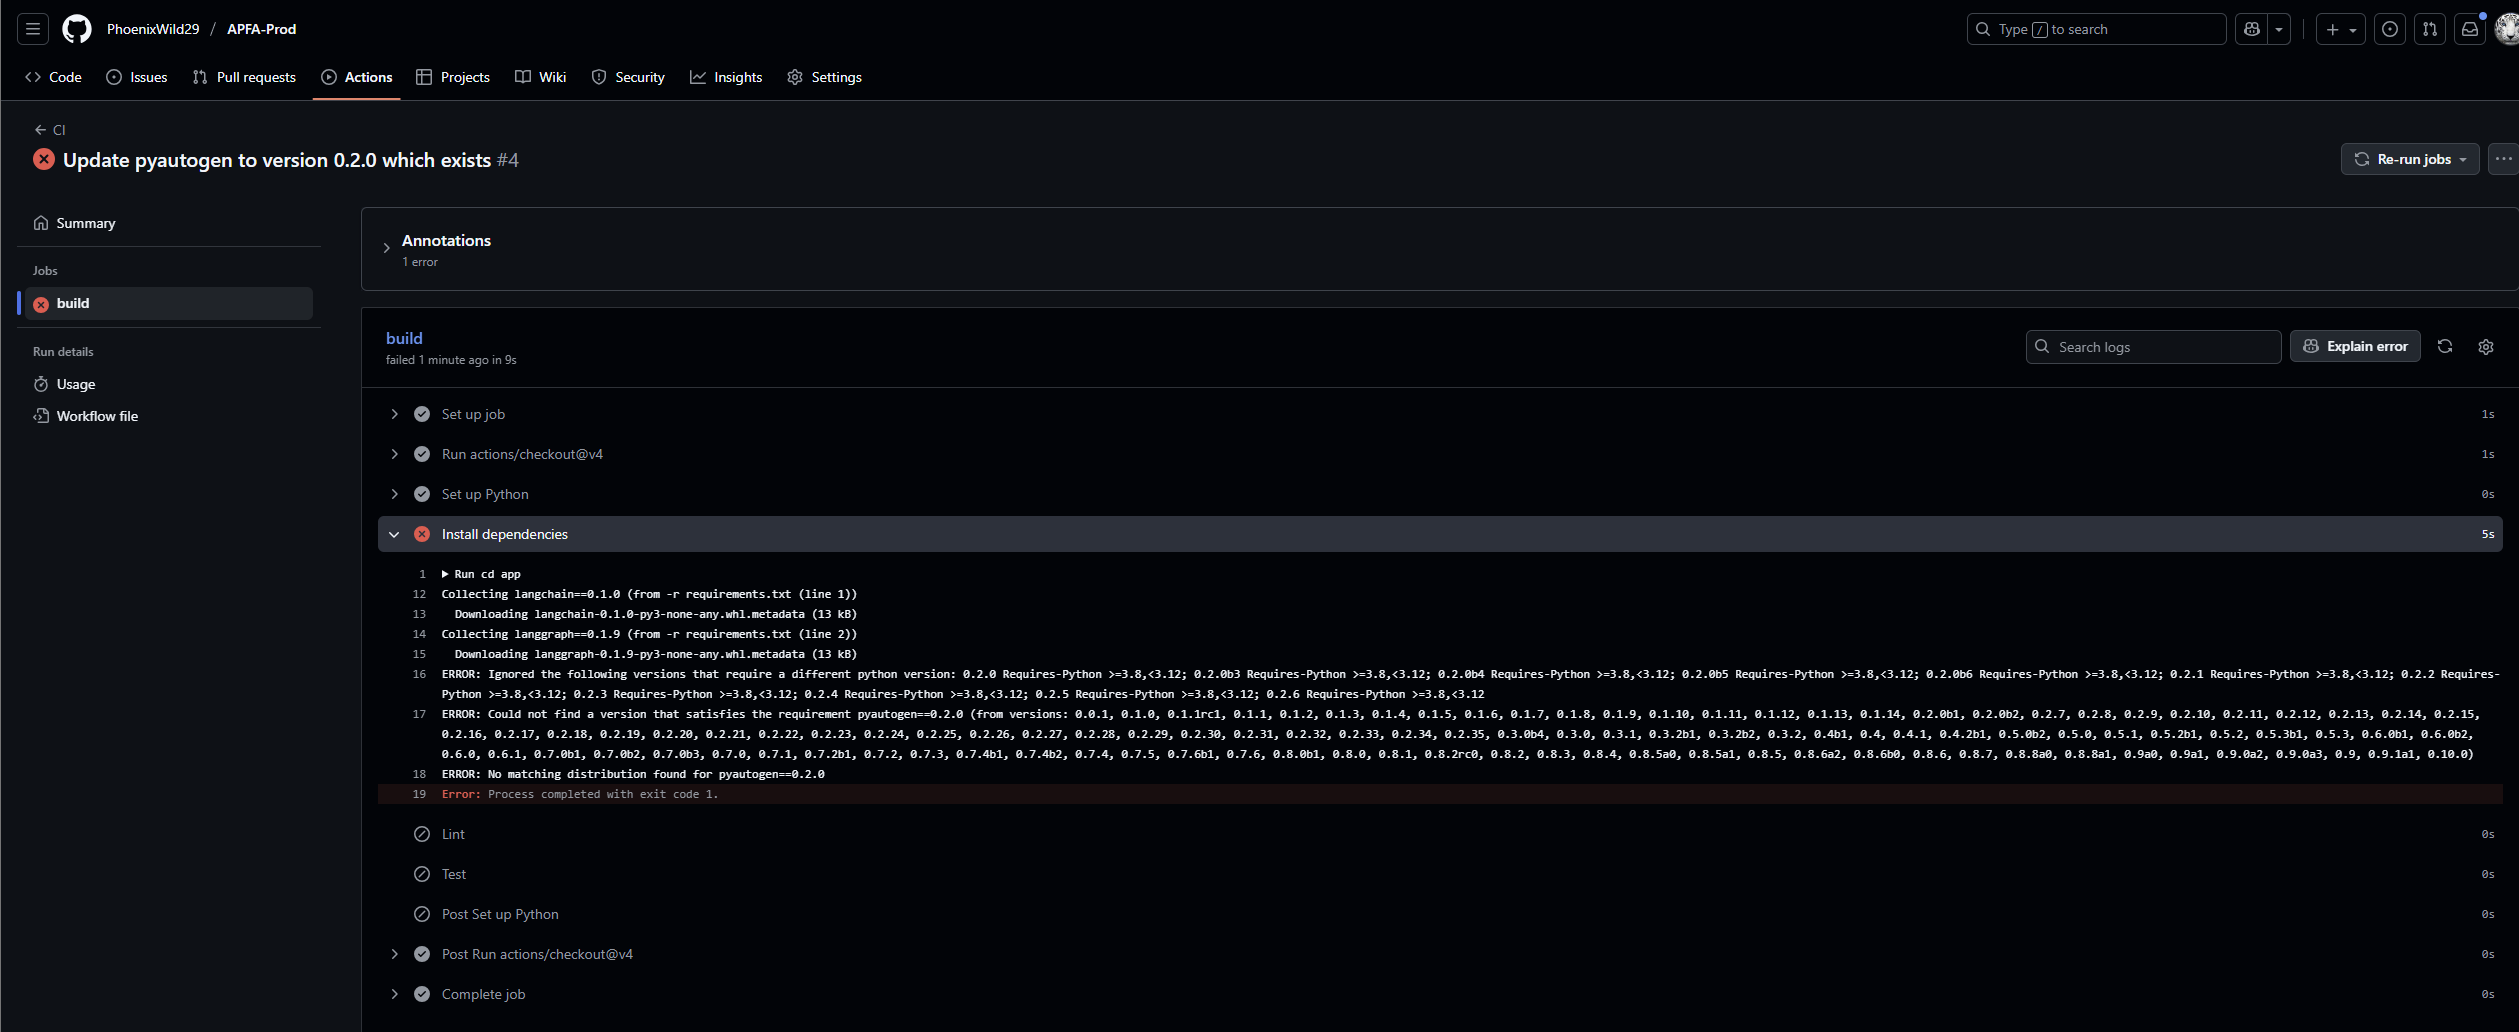 PhoenixWild29 / APFA-Prod
Type / to search
Code
Issues
Pull requests
Actions
Projects
Wiki
Security
Insights
Settings
CI
Update pyautogen to version 0.2.0 which exists #4
Re-run jobs
Summary
Jobs
build
Run details
Usage
Workflow file
Annotations
1 error
build
failed 1 minute ago in 9s
Search logs
Explain error
Set up job 1s
Run actions/checkout@v4 1s
Set up Python 0s
Install dependencies 5s
1 Run cd app
12 Collecting langchain==0.1.0 (from -r requirements.txt (line 1))
13 Downloading langchain-0.1.0-py3-none-any.whl.metadata (13 kB)
14 Collecting langgraph==0.1.9 (from -r requirements.txt (line 2))
15 Downloading langgraph-0.1.9-py3-none-any.whl.metadata (13 kB)
16 ERROR: Ignored the following versions that require a different python version: 0.2.0 Requires-Python >=3.8,<3.12; 0.2.0b3 Requires-Python >=3.8,<3.12; 0.2.0b4 Requires-Python >=3.8,<3.12; 0.2.0b5 Requires-Python >=3.8,<3.12; 0.2.0b6 Requires-Python >=3.8,<3.12; 0.2.1 Requires-Python >=3.8,<3.12; 0.2.2 Requires-
Python >=3.8,<3.12; 0.2.3 Requires-Python >=3.8,<3.12; 0.2.4 Requires-Python >=3.8,<3.12; 0.2.5 Requires-Python >=3.8,<3.12; 0.2.6 Requires-Python >=3.8,<3.12
17 ERROR: Could not find a version that satisfies the requirement pyautogen==0.2.0 (from versions: 0.0.1, 0.1.0, 0.1.1rc1, 0.1.1, 0.1.2, 0.1.3, 0.1.4, 0.1.5, 0.1.6, 0.1.7, 0.1.8, 0.1.9, 0.1.10, 0.1.11, 0.1.12, 0.1.13, 0.1.14, 0.2.0b1, 0.2.0b2, 0.2.7, 0.2.8, 0.2.9, 0.2.10, 0.2.11, 0.2.12, 0.2.13, 0.2.14, 0.2.15,
0.2.16, 0.2.17, 0.2.18, 0.2.19, 0.2.20, 0.2.21, 0.2.22, 0.2.23, 0.2.24, 0.2.25, 0.2.26, 0.2.27, 0.2.28, 0.2.29, 0.2.30, 0.2.31, 0.2.32, 0.2.33, 0.2.34, 0.2.35, 0.3.0b4, 0.3.0, 0.3.1, 0.3.2b1, 0.3.2b2, 0.3.2, 0.4b1, 0.4, 0.4.1, 0.4.2b1, 0.5.0b2, 0.5.0, 0.5.1, 0.5.2b1, 0.5.2, 0.5.3b1, 0.5.3, 0.6.0b1, 0.6.0b2,
0.6.0, 0.6.1, 0.7.0b1, 0.7.0b2, 0.7.0b3, 0.7.0, 0.7.1, 0.7.2b1, 0.7.2, 0.7.3, 0.7.4b1, 0.7.4b2, 0.7.4, 0.7.5, 0.7.6b1, 0.7.6, 0.8.0b1, 0.8.0, 0.8.1, 0.8.2rc0, 0.8.2, 0.8.3, 0.8.4, 0.8.5a0, 0.8.5a1, 0.8.5, 0.8.6a2, 0.8.6b0, 0.8.6, 0.8.7, 0.8.8a0, 0.8.8a1, 0.9a0, 0.9a1, 0.9.0a2, 0.9.0a3, 0.9, 0.9.1a1, 0.10.0)
18 ERROR: No matching distribution found for pyautogen==0.2.0
19 Error: Process completed with exit code 1.
Lint 0s
Test 0s
Post Set up Python 0s
Post Run actions/checkout@v4 0s
Complete job 0s